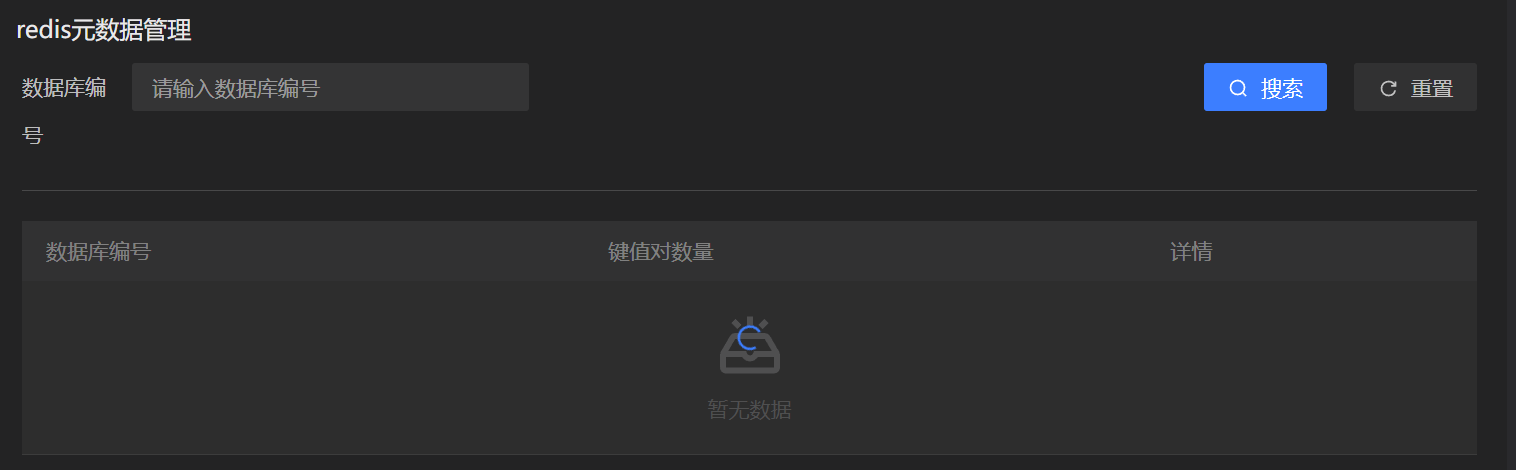 redis元数据管理
数据库编 请输入数据库编号 搜索 重置
号
数据库编号 键值对数量 详情
暂无数据